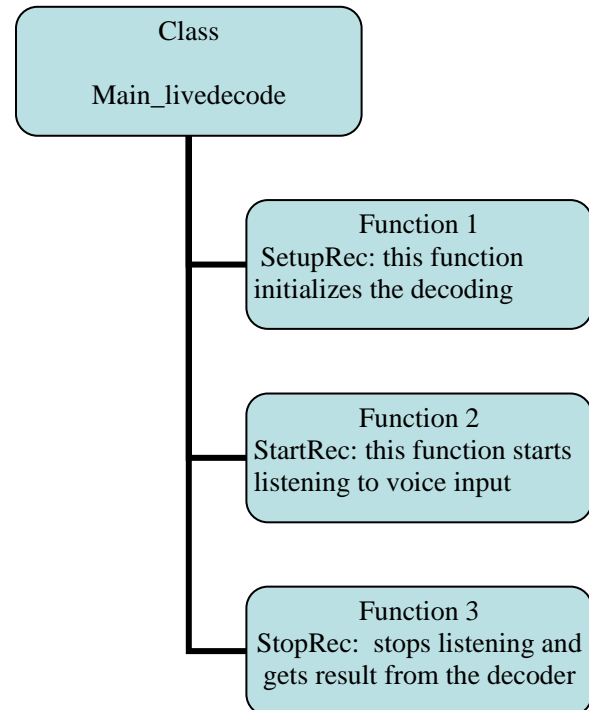 Class
Main_livedecode
Function 1
SetupRec: this function
initializes the decoding
Function 2
StartRec: this function starts
listening to voice input
Function 3
StopRec:  stops listening and
gets result from the decoder